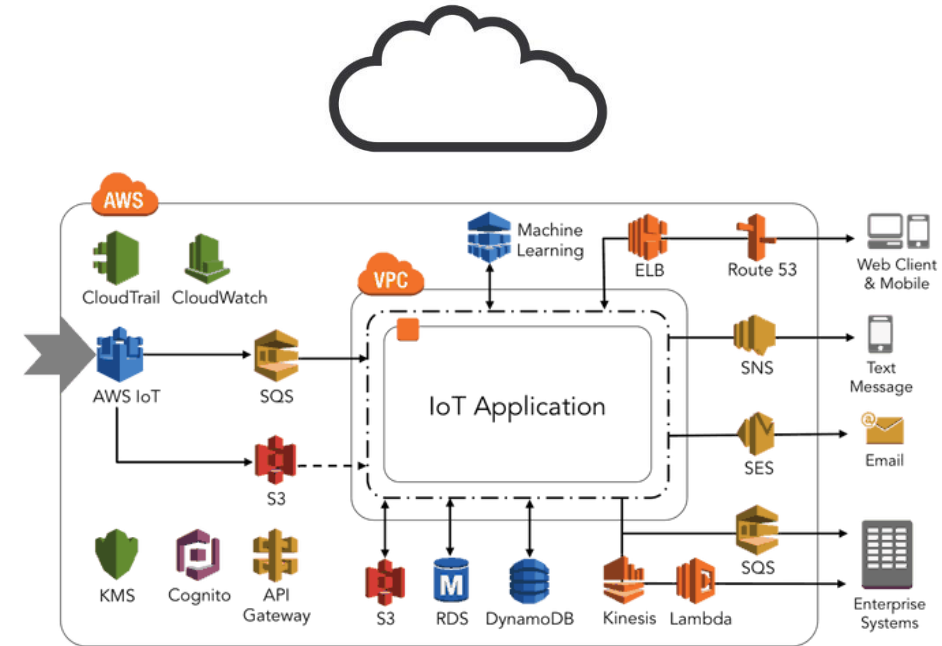 AWS
Machine
Learning
ELB
Route 53
Web Client
& Mobile
CloudTrail
CloudWatch
VPC
AWS IoT
SQS
IoT Application
SNS
Text
Message
S3
SES
@
Email
KMS
Cognito
API
Gateway
S3
M
RDS
DynamoDB
Kinesis
Lambda
SQS
Enterprise
Systems